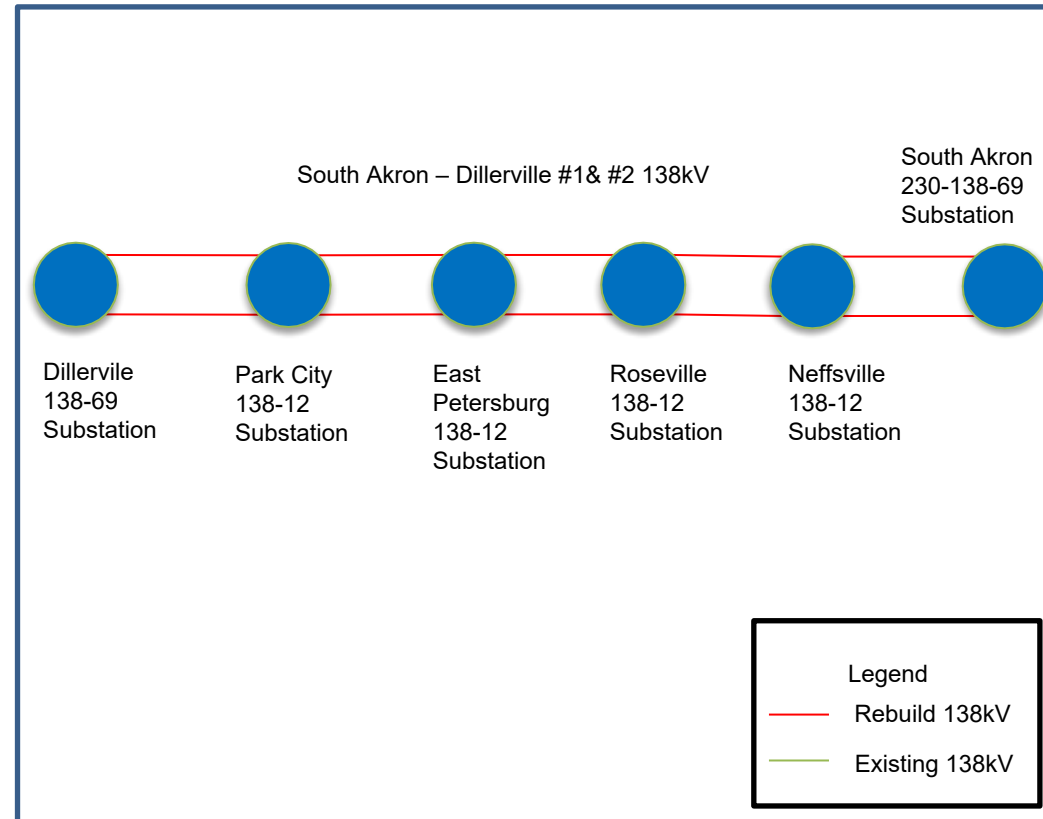 South Akron
230-138-69
Substation
South Akron – Dillerville #1& #2 138kV
Dillervile
138-69
Substation
Park City
138-12
Substation
East
Petersburg
138-12
Substation
Roseville
138-12
Substation
Neffsville
138-12
Substation
Legend
Rebuild 138kV
Existing 138kV